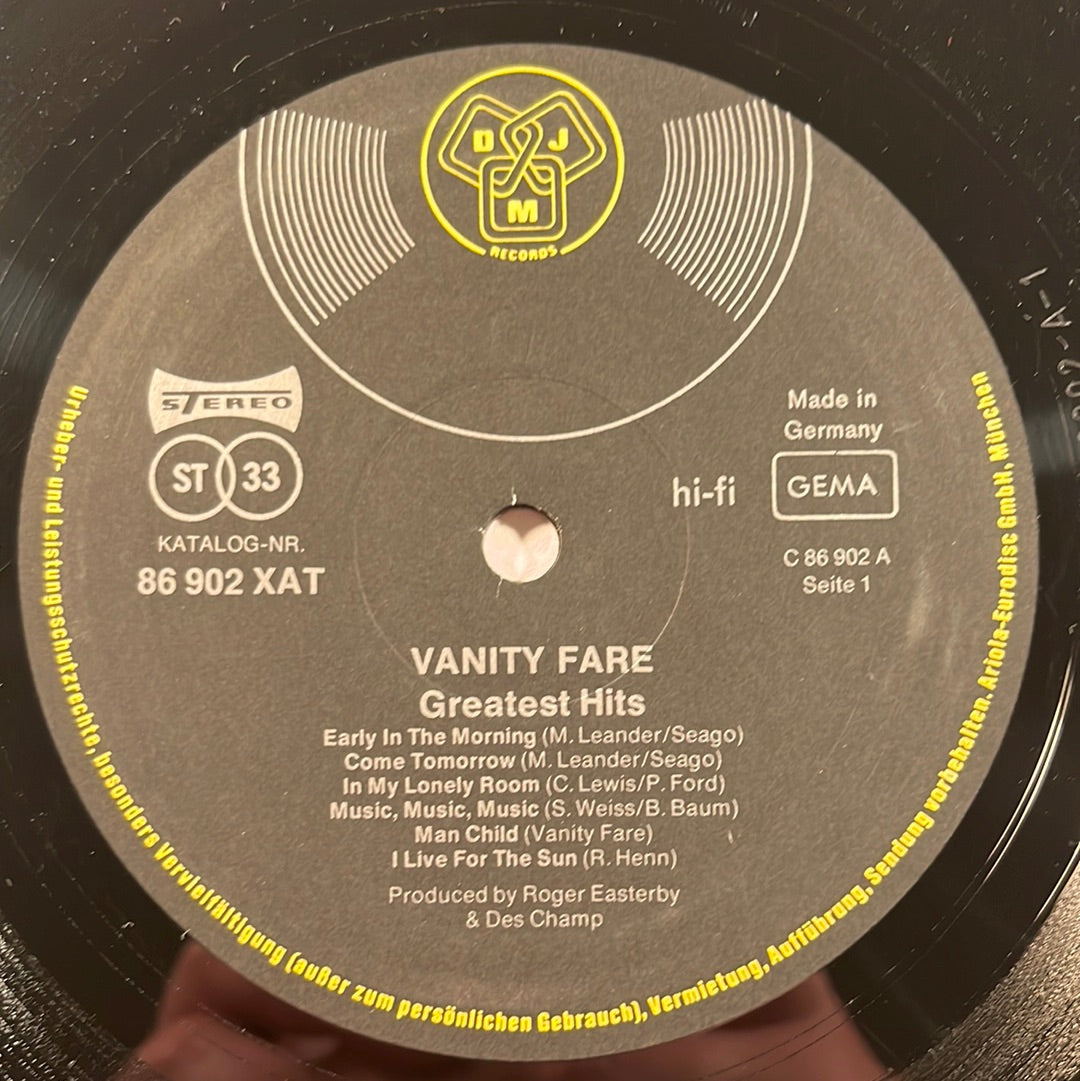 D J
M
RECORDS
STEREO
ST 33
KATALOG-NR.
86 902 XAT
Made in
Germany
hi-fi
GEMA
C 86 902 A
Seite 1
VANITY FARE
Greatest Hits
Early In The Morning (M. Leander/Seago)
Come Tomorrow (M. Leander/Seago)
In My Lonely Room (C. Lewis/P. Ford)
Music, Music, Music (S. Weiss/B. Baum)
Man Child (Vanity Fare)
I Live For The Sun (R. Henn)
Produced by Roger Easterby
& Des Champ
Urheber- und Leistungsschutzrechte, besonders Vervielfältigung (außer zum persönlichen Gebrauch), Vermietung, Aufführung, Sendung vorbehalten. Ariola-Eurodisc GmbH, München